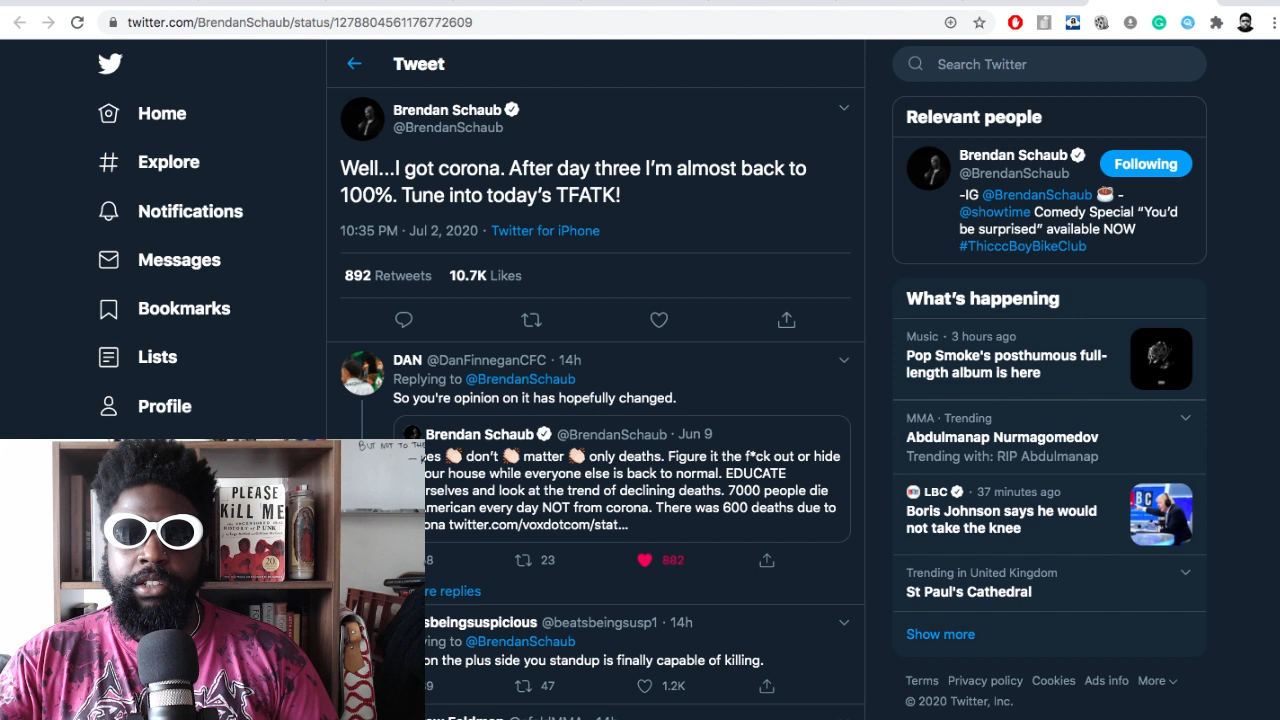 twitter.com/BrendanSchaub/status/1278804561176772609
Home
Explore
Notifications
Messages
Bookmarks
Lists
Profile
Tweet
Brendan Schaub
@BrendanSchaub
Well...I got corona. After day three I’m almost back to
100%. Tune into today’s TFATK!
10:35 PM · Jul 2, 2020 · Twitter for iPhone
892 Retweets 10.7K Likes
DAN @DanFinneganCFC · 14h
Replying to @BrendanSchaub
So you're opinion on it has hopefully changed.
Brendan Schaub @BrendanSchaub · Jun 9
es 👏🏻 don’t 👏🏻 matter 👏🏻 only deaths. Figure it the f*ck out or hide
our house while everyone else is back to normal. EDUCATE
rselves and look at the trend of declining deaths. 7000 people die
merican every day NOT from corona. There was 600 deaths due to
ona twitter.com/voxdotcom/stat...
8 23 882
re replies
sbeingsuspicious @beatsbeingsusp1 · 14h
ying to @BrendanSchaub
on the plus side you standup is finally capable of killing.
9 47 1.2K
BUT NOT TO THE
PLEASE
KILL ME
Search Twitter
Relevant people
Brendan Schaub
@BrendanSchaub
Following
-IG @BrendanSchaub ☕ -
@showtime Comedy Special “You’d
be surprised” available NOW
#ThicccBoyBikeClub
What’s happening
Music · 3 hours ago
Pop Smoke's posthumous full-
length album is here
MMA · Trending
Abdulmanap Nurmagomedov
Trending with: RIP Abdulmanap
LBC · 37 minutes ago
Boris Johnson says he would
not take the knee
LBC
Trending in United Kingdom
St Paul's Cathedral
Show more
Terms Privacy policy Cookies Ads info More
© 2020 Twitter, Inc.